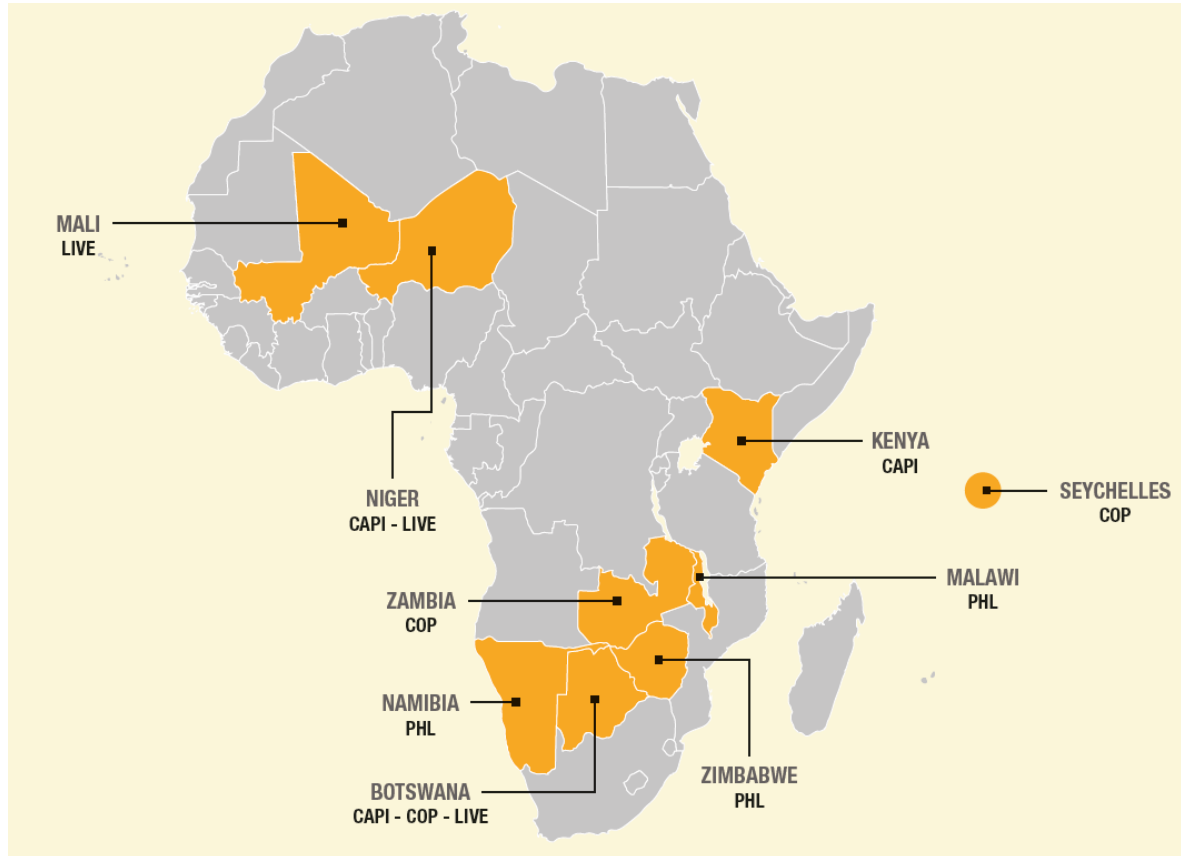 MALI
LIVE
NIGER
CAPI - LIVE
KENYA
CAPI
SEYCHELLES
COP
MALAWI
PHL
ZAMBIA
COP
NAMIBIA
PHL
BOTSWANA
CAPI - COP - LIVE
ZIMBABWE
PHL